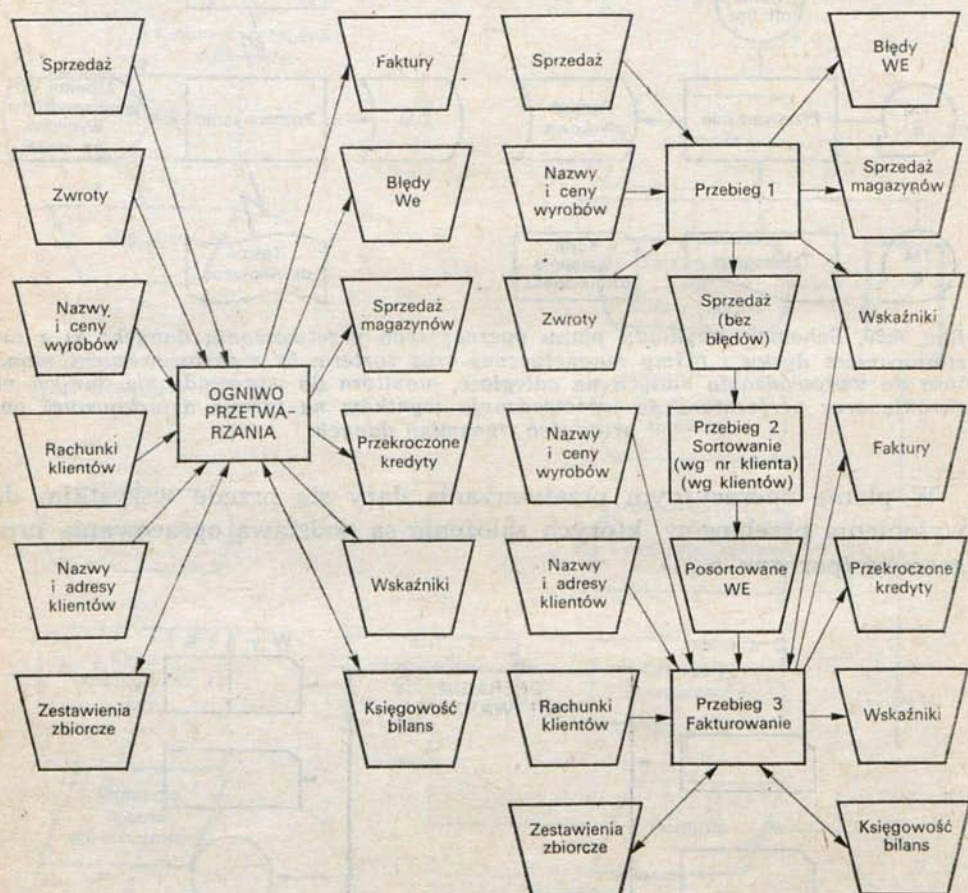 Sprzedaż
Zwroty
Nazwy
i ceny
wyrobów
Rachunki
klientów
Nazwy
i adresy
klientów
Zestawienia
zbiorcze
OGNIWO
PRZETWA-
RZANIA
Faktury
Błędy
We
Sprzedaż
magazynów
Przekroczone
kredyty
Wskaźniki
Księgowość
bilans
Sprzedaż
Nazwy
i ceny
wyrobów
Zwroty
Nazwy
i ceny
wyrobów
Nazwy
i adresy
klientów
Rachunki
klientów
Zestawienia
zbiorcze
Przebieg 1
Sprzedaż
(bez
błędów)
Przebieg 2
Sortowanie
(wg nr klienta)
(wg klientów)
Posortowane
WE
Przebieg 3
Fakturowanie
Błędy
WE
Sprzedaż
magazynów
Wskaźniki
Faktury
Przekroczone
kredyty
Wskaźniki
Księgowość
bilans